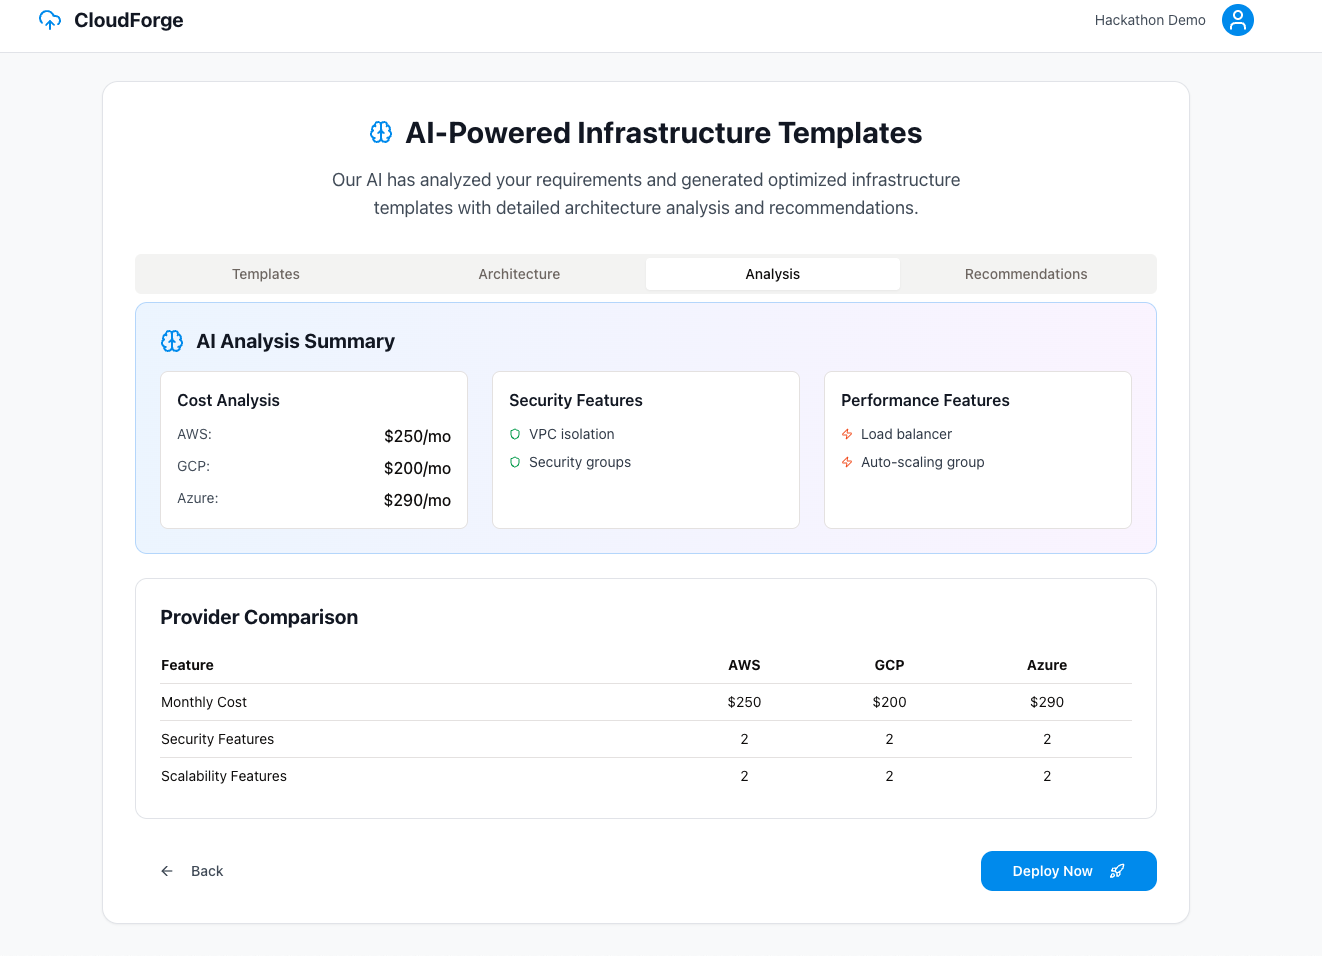 CloudForge
Hackathon Demo
AI-Powered Infrastructure Templates
Our AI has analyzed your requirements and generated optimized infrastructure
templates with detailed architecture analysis and recommendations.
Templates
Architecture
Analysis
Recommendations
AI Analysis Summary
Cost Analysis
AWS: $250/mo
GCP: $200/mo
Azure: $290/mo
Security Features
VPC isolation
Security groups
Performance Features
Load balancer
Auto-scaling group
Provider Comparison
Feature AWS GCP Azure
Monthly Cost $250 $200 $290
Security Features 2 2 2
Scalability Features 2 2 2
Back
Deploy Now